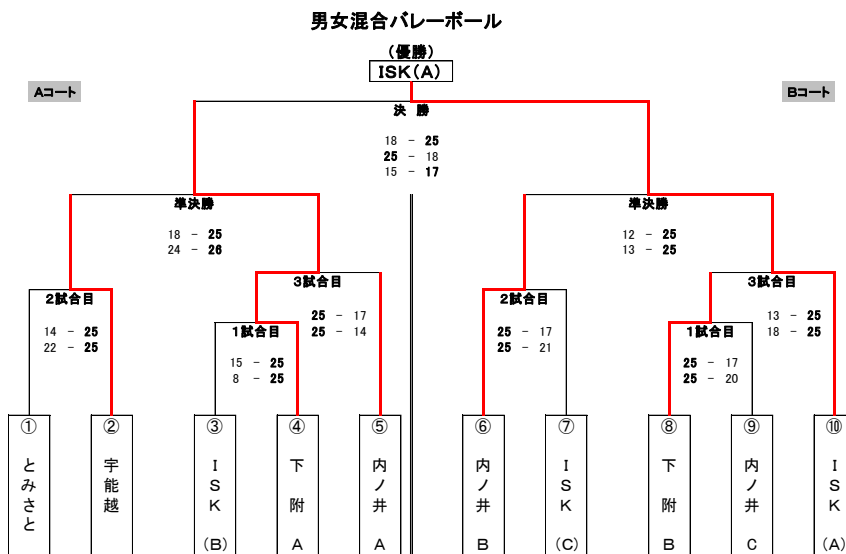 男女混合バレーボール
(優勝)
ISK(A)
Aコート
Bコート
決 勝
18 - 25
25 - 18
15 - 17
準決勝
18 - 25
24 - 26
準決勝
12 - 25
13 - 25
3試合目
25 - 17
25 - 14
3試合目
13 - 25
18 - 25
2試合目
14 - 25
22 - 25
2試合目
25 - 17
25 - 21
1試合目
15 - 25
8 - 25
1試合目
25 - 17
25 - 20
① とみさと
② 宇能越
③ ISK (B)
④ 下附 A
⑤ 内ノ井 A
⑥ 内ノ井 B
⑦ ISK (C)
⑧ 下附 B
⑨ 内ノ井 C
⑩ ISK (A)